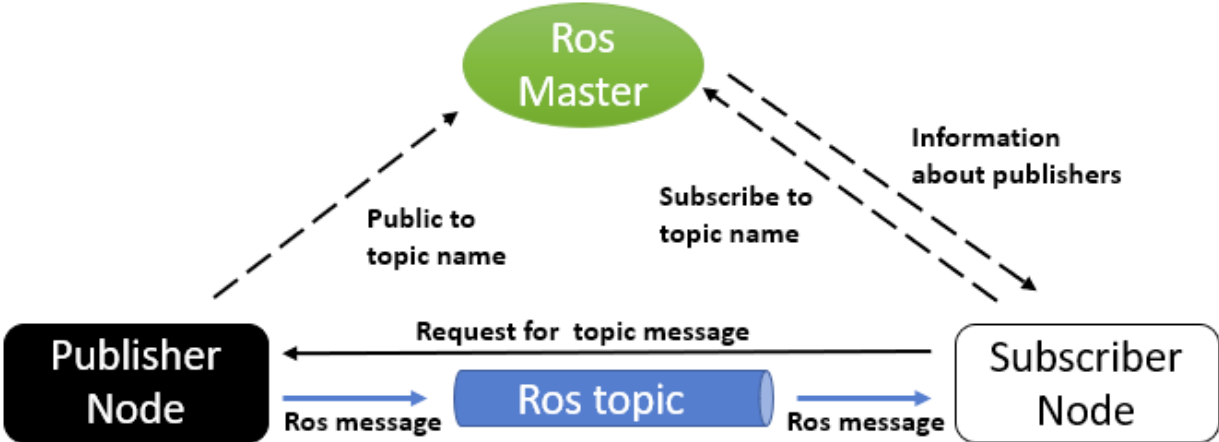 Ros
Master
Information
about publishers
Subscribe to
topic name
Public to
topic name
Request for topic message
Publisher
Node
Ros message
Ros topic
Ros message
Subscriber
Node